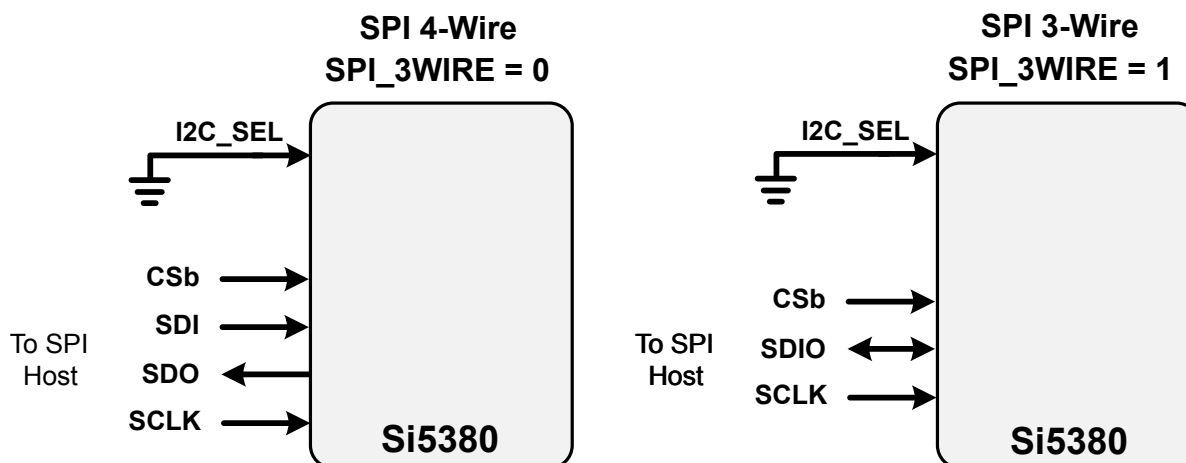 SPI 4-Wire
SPI_3WIRE = 0
I2C_SEL
CSb
SDI
To SPI
Host
SDO
SCLK
Si5380
SPI 3-Wire
SPI_3WIRE = 1
I2C_SEL
CSb
To SPI
Host
SDIO
SCLK
Si5380